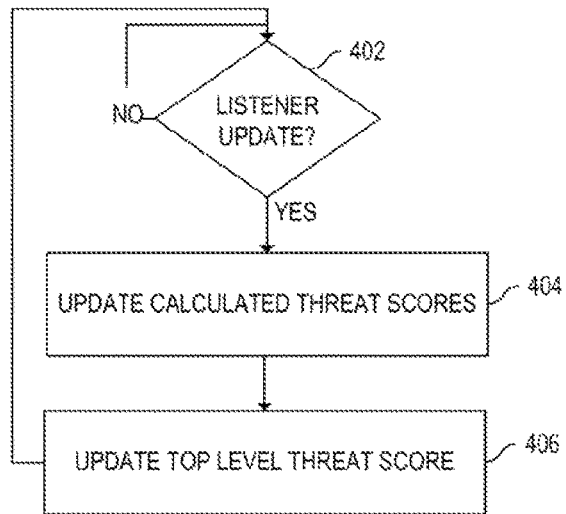 402
LISTENER
UPDATE?
NO
YES
UPDATE CALCULATED THREAT SCORES
404
UPDATE TOP LEVEL THREAT SCORE
406